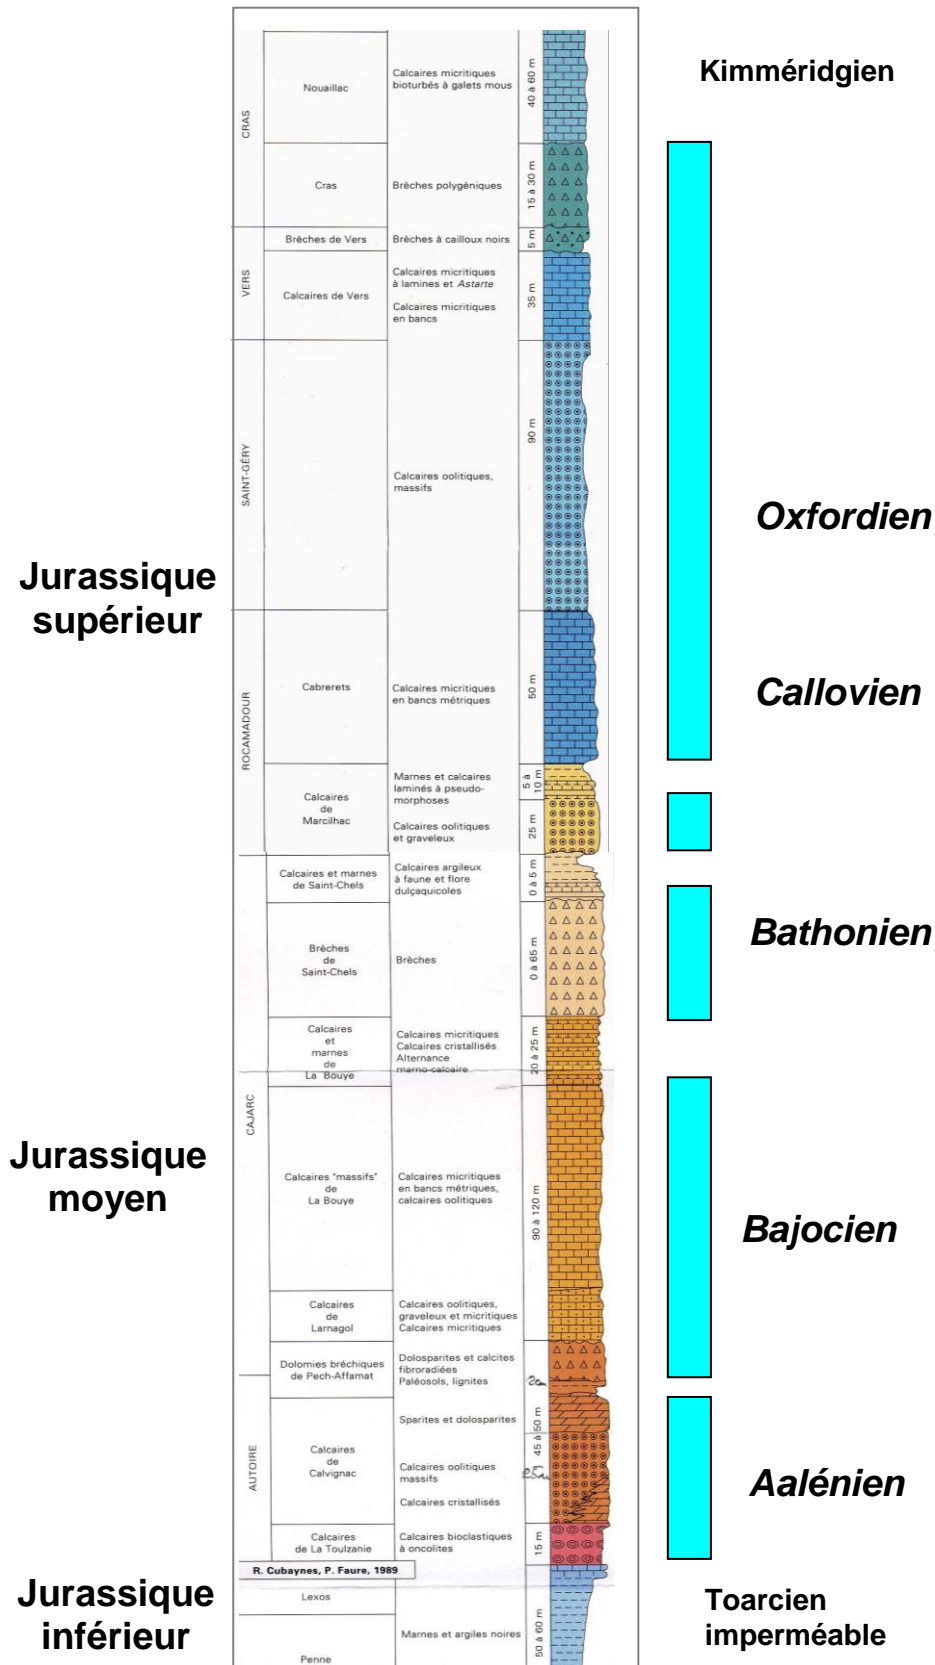 Kimméridgien
CRAS
Nouaillac
Calcaires micritiques
bioturbés à galets mous
40 à 60 m
Cras
Brèches polygéniques
15 à 30 m
VERS
Brèches de Vers
Brèches à cailloux noirs
5 m
Calcaires de Vers
Calcaires micritiques
à lamines et Astarte
Calcaires micritiques
en bancs
35 m
SAINT-GÉRY
Calcaires oolitiques,
massifs
90 m
Oxfordien
Jurassique
supérieur
ROCAMADOUR
Cabrerets
Calcaires micritiques
en bancs métriques
50 m
Callovien
Calcaires
de
Marcilhac
Marnes et calcaires
laminés à pseudo-
morphoses
5 à
10 m
Calcaires oolitiques
et graveleux
25 m
CAJARC
Calcaires et marnes
de Saint-Chels
Calcaires argileux
à faune et flore
dulçaquicoles
0 à 5 m
Brèches
de
Saint-Chels
Brèches
0 à 65 m
Bathonien
Calcaires
et
marnes
de
La Bouye
Calcaires micritiques
Calcaires cristallisés
Alternance
marno-calcaire
20 à 25 m
Jurassique
moyen
Calcaires "massifs"
de
La Bouye
Calcaires micritiques
en bancs métriques,
calcaires oolitiques
90 à 120 m
Bajocien
Calcaires
de
Larnagol
Calcaires oolitiques,
graveleux et micritiques
Calcaires micritiques
Dolomies bréchiques
de Pech-Affamat
Dolosparites et calcites
fibroradiées
Paléosols, lignites
AUTOIRE
Calcaires
de
Calvignac
Sparites et dolosparites
Calcaires oolitiques
massifs
Calcaires cristallisés
45 à 50 m
Aalénien
Calcaires
de La Toulzanie
Calcaires bioclastiques
à oncolites
15 m
R. Cubaynes, P. Faure, 1989
Jurassique
inférieur
Lexos
Penne
Marnes et argiles noires
50 à 60 m
Toarcien
imperméable